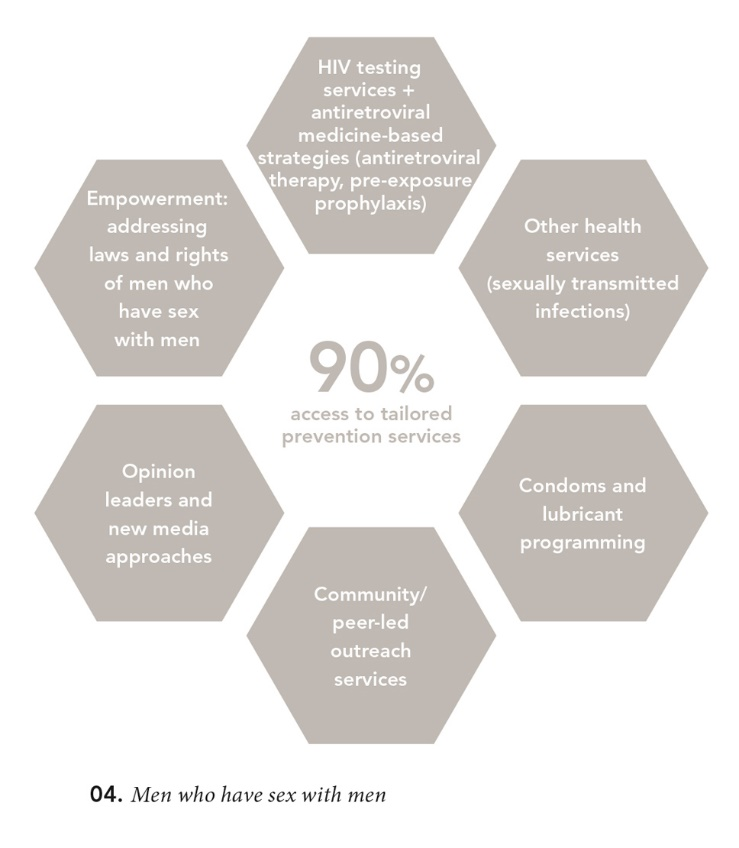 HIV testing
services +
antiretroviral
medicine-based
strategies (antiretroviral
therapy, pre-exposure
prophylaxis)
Empowerment:
addressing
laws and rights
of men who
have sex
with men
Other health
services
(sexually transmitted
infections)
90%
access to tailored
prevention services
Opinion
leaders and
new media
approaches
Condoms and
lubricant
programming
Community/
peer-led
outreach
services
04. Men who have sex with men